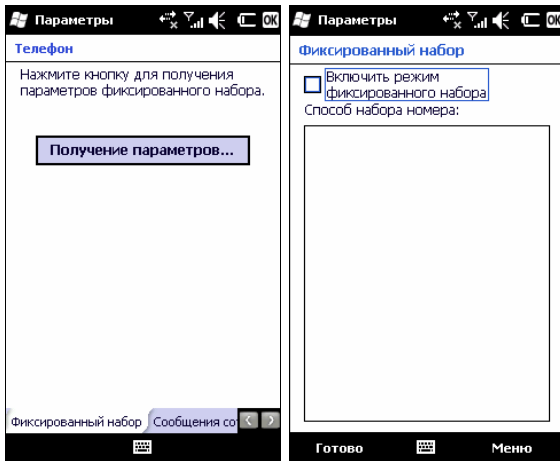 Параметры
OK
Телефон
Нажмите кнопку для получения
параметров фиксированного набора.
Получение параметров...
Фиксированный набор
Сообщения со
Параметры
OK
Фиксированный набор
Включить режим
фиксированного набора
Способ набора номера:
Готово
Меню